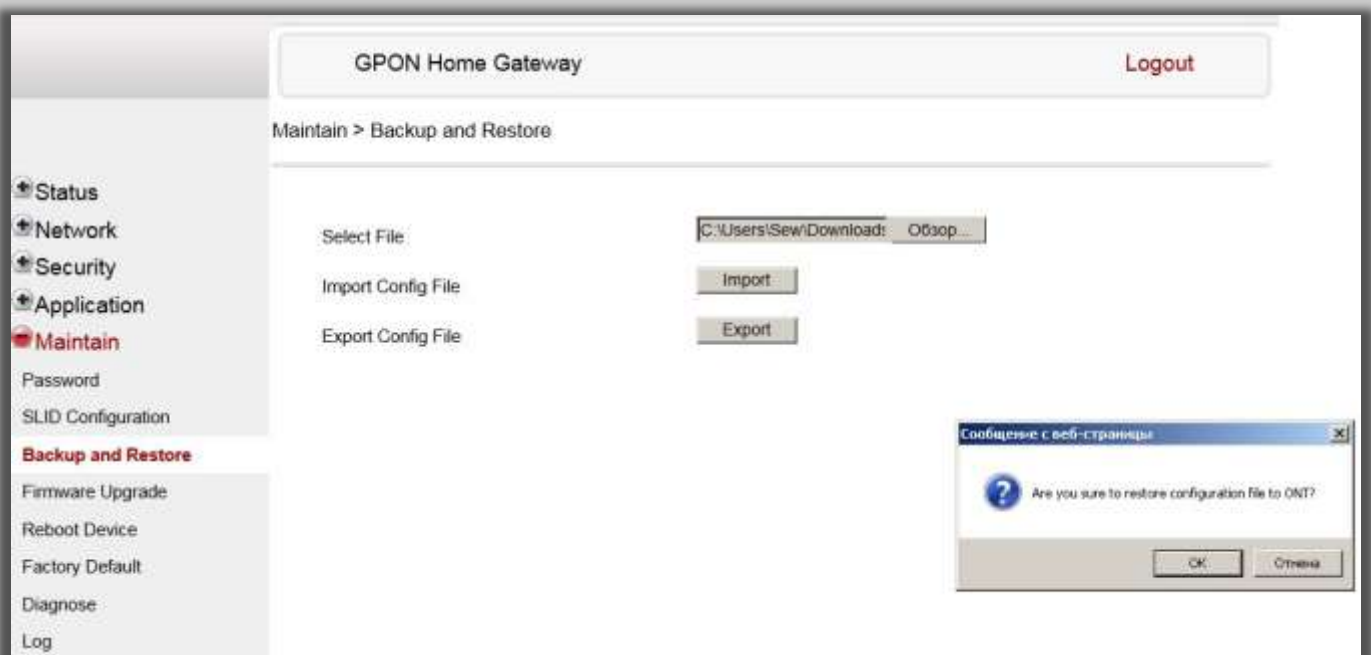 GPON Home Gateway Logout
Maintain > Backup and Restore
Status
Network
Security
Application
Maintain
Password
SLID Configuration
Backup and Restore
Firmware Upgrade
Reboot Device
Factory Default
Diagnose
Log
Select File C:\Users\Sew\Downloads Обзор...
Import Config File Import
Export Config File Export
Сообщение с веб-страницы
Are you sure to restore configuration file to ONT?
OK Отмена